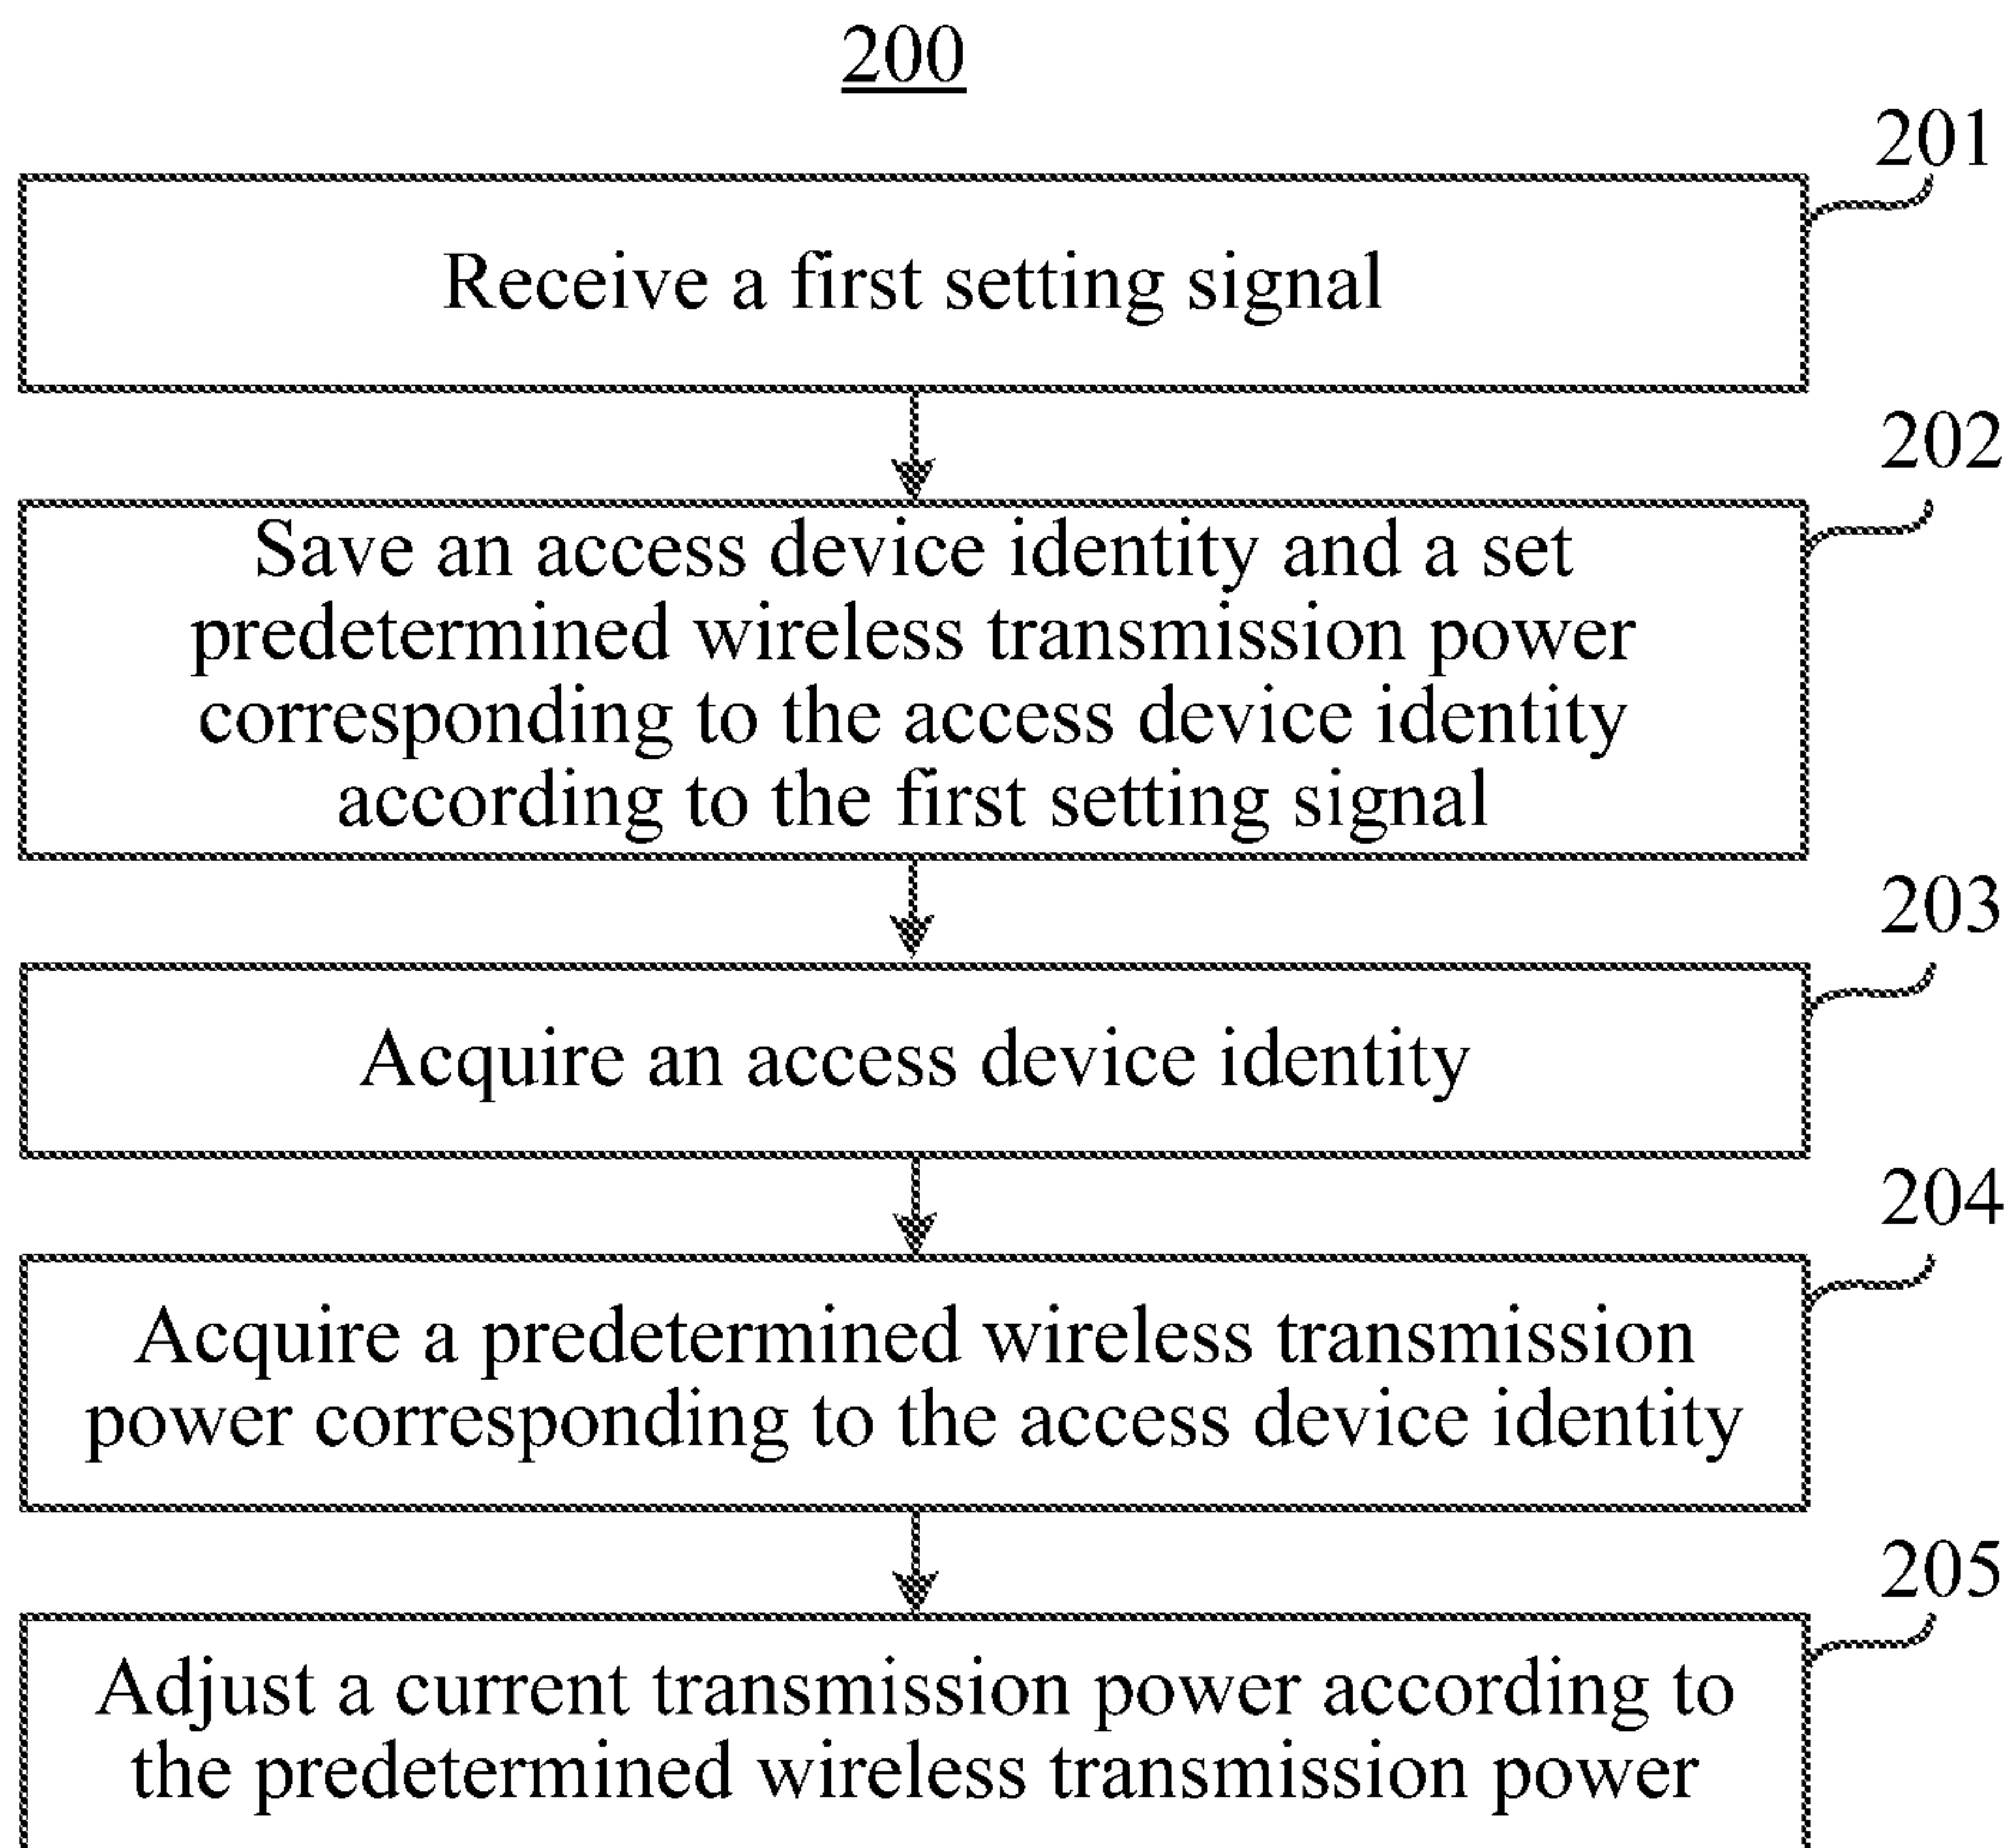 200
201
Receive a first setting signal
202
Save an access device identity and a set
predetermined wireless transmission power
corresponding to the access device identity
according to the first setting signal
203
Acquire an access device identity
204
Acquire a predetermined wireless transmission
power corresponding to the access device identity
205
Adjust a current transmission power according to
the predetermined wireless transmission power